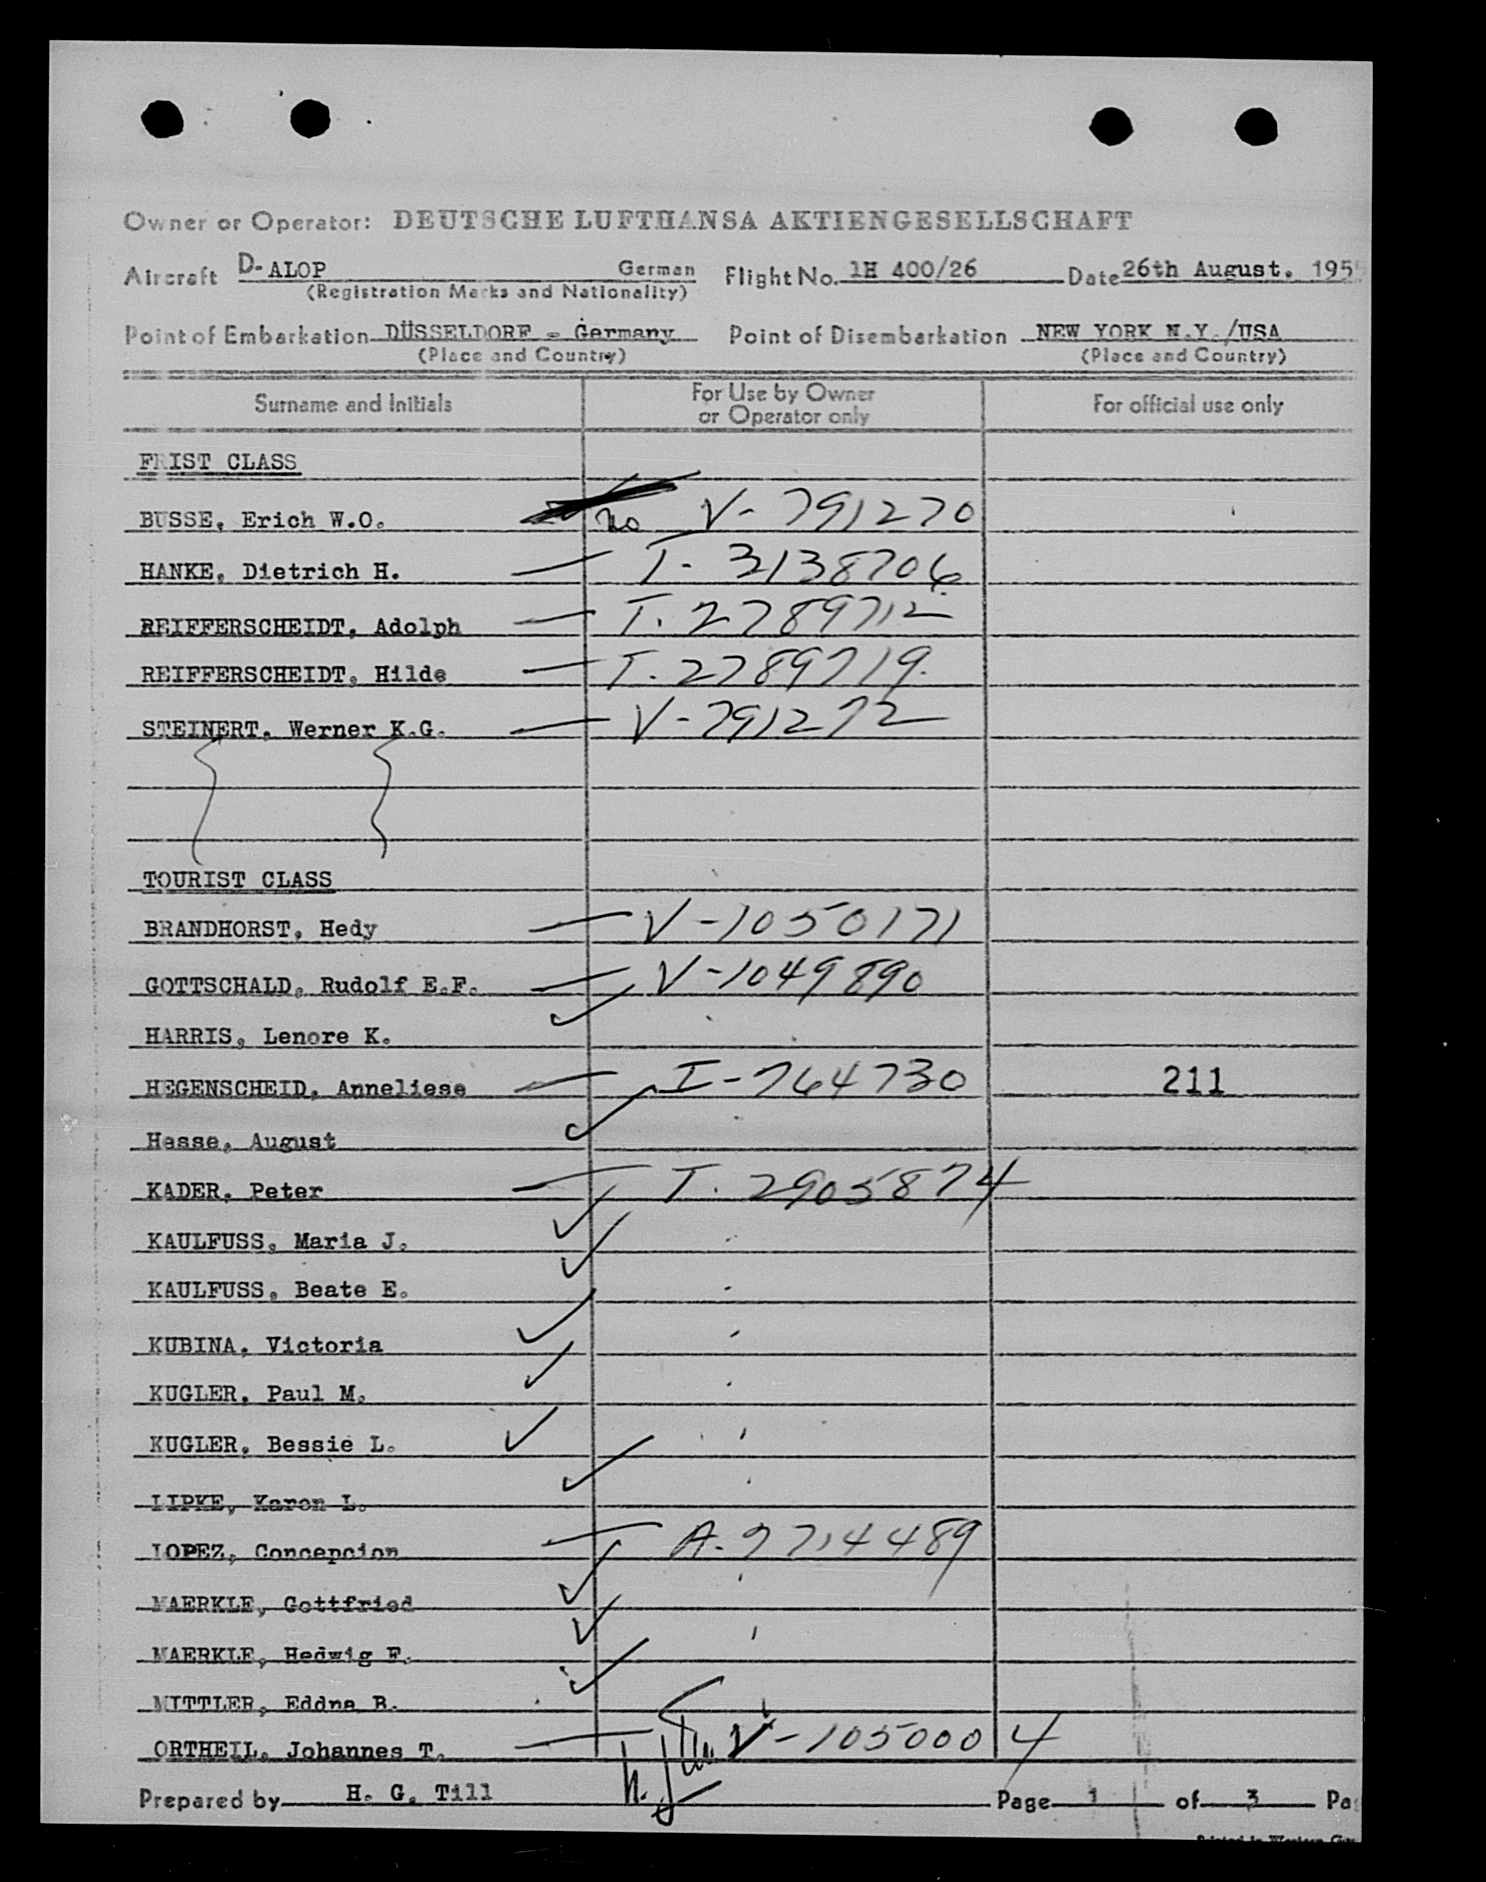 Owner or Operator: DEUTSCHE LUFTHANSA AKTIENGESELLSCHAFT
Aircraft D-ALOP German Flight No. 1H 400/26 Date 26th August. 195
(Registration Marks and Nationality)
Point of Embarkation DÜSSELDORF - Germany Point of Disembarkation NEW YORK N.Y./USA
(Place and Country) (Place and Country)
Surname and Initials For Use by Owner or Operator only For official use only
FRIST CLASS
BUSSE, Erich W.O. no V-791270
HANKE, Dietrich H. T-3138706
REIFFERSCHEIDT, Adolph T.2789712
REIFFERSCHEIDT, Hilde T.2789719.
STEINERT, Werner K.G. V-791272
TOURIST CLASS
BRANDHORST, Hedy V-1050171
GOTTSCHALD, Rudolf E.F. V-1049890
HARRIS, Lenore K.
HEGENSCHEID, Anneliese I-764730 211
Hesse, August
KADER, Peter T.2905874
KAULFUSS, Maria J.
KAULFUSS, Beate E.
KUBINA, Victoria
KUGLER, Paul M.
KUGLER, Bessie L.
LIPKE, Karen L.
LOPEZ, Concepcion A-7714489
MAERKLE, Gottfried
MAERKLE, Hedwig F.
MITTLER, Eddna B.
ORTHEIL, Johannes T. V-1050004
Prepared by H. G. Till Page 1 of 3